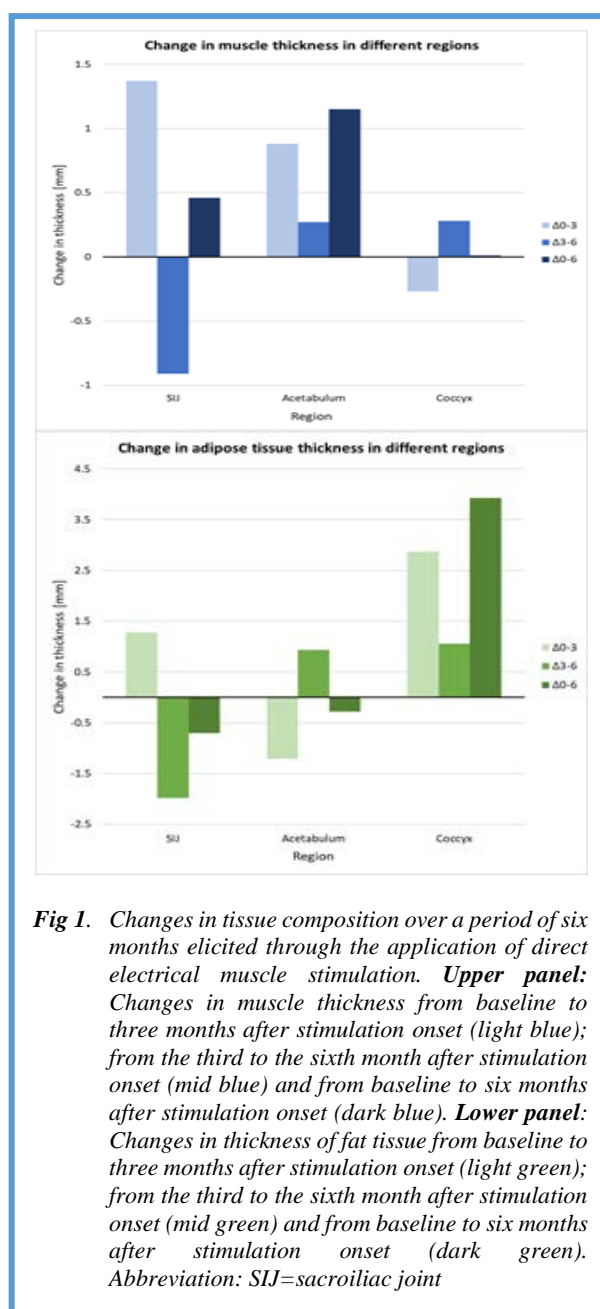 Change in muscle thickness in different regions
1.5
1
0.5
0
-0.5
-1
Change in thickness [mm]
SIJ
Acetabulum
Coccyx
Region
Δ0-3
Δ3-6
Δ0-6
Change in adipose tissue thickness in different regions
4.5
3.5
2.5
1.5
0.5
-0.5
-1.5
-2.5
Change in thickness [mm]
SIJ
Acetabulum
Coccyx
Region
Δ0-3
Δ3-6
Δ0-6
Fig 1. Changes in tissue composition over a period of six
months elicited through the application of direct
electrical muscle stimulation. Upper panel:
Changes in muscle thickness from baseline to
three months after stimulation onset (light blue);
from the third to the sixth month after stimulation
onset (mid blue) and from baseline to six months
after stimulation onset (dark blue). Lower panel:
Changes in thickness of fat tissue from baseline to
three months after stimulation onset (light green);
from the third to the sixth month after stimulation
onset (mid green) and from baseline to six months
after stimulation onset (dark green).
Abbreviation: SIJ=sacroiliac joint